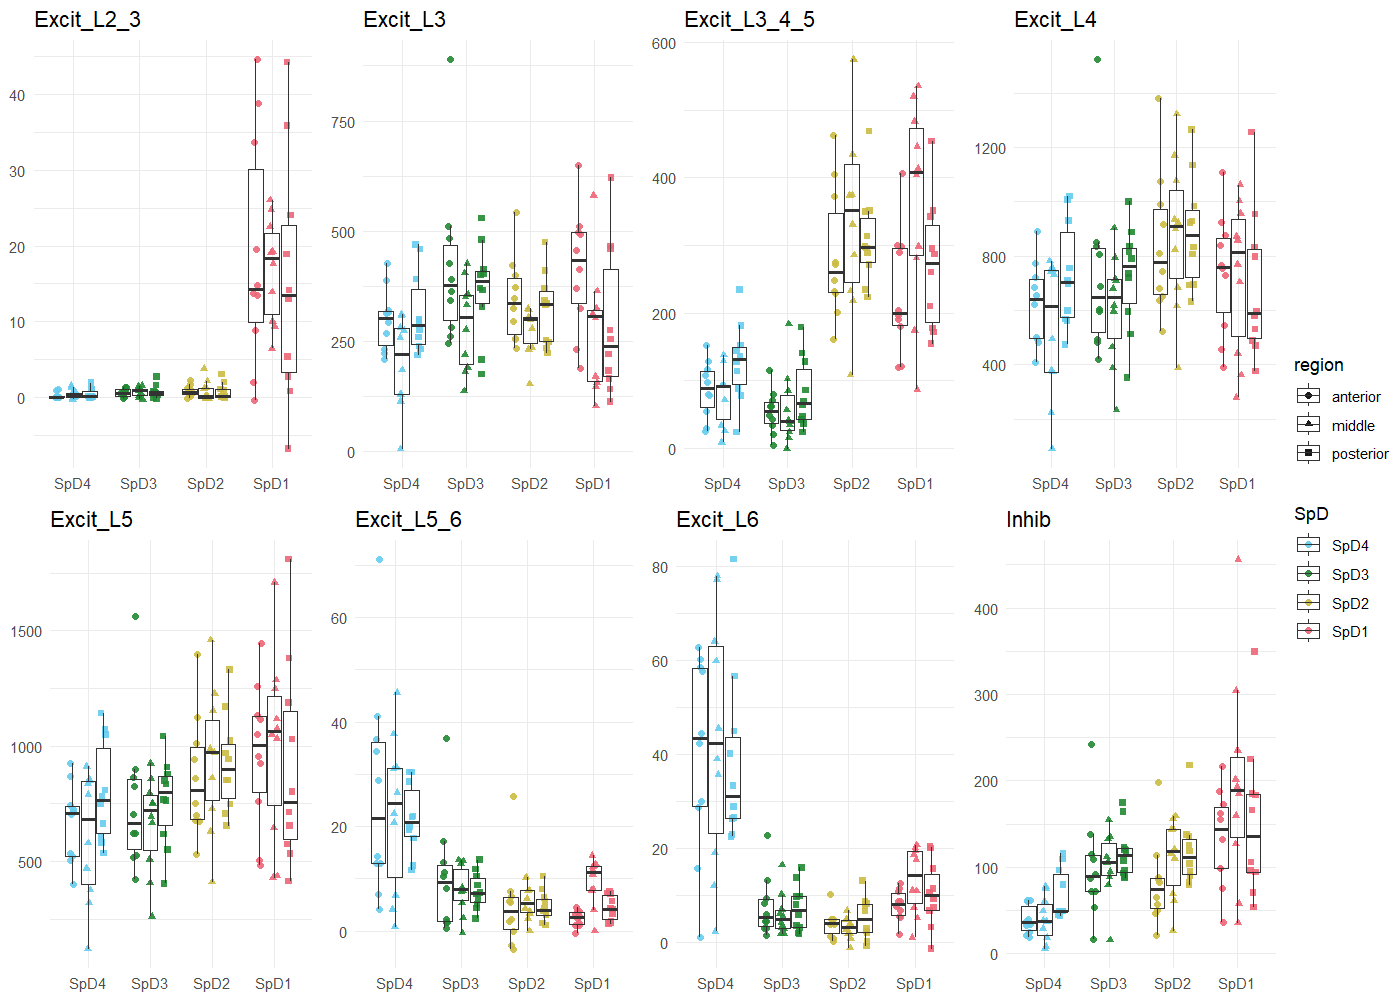 Excit_L2_3
40
30
20
10
0
SpD4 SpD3 SpD2 SpD1
Excit_L3
750
500
250
0
SpD4 SpD3 SpD2 SpD1
Excit_L3_4_5
600
400
200
0
SpD4 SpD3 SpD2 SpD1
Excit_L4
1200
800
400
SpD4 SpD3 SpD2 SpD1
Excit_L5
1500
1000
500
SpD4 SpD3 SpD2 SpD1
Excit_L5_6
60
40
20
0
SpD4 SpD3 SpD2 SpD1
Excit_L6
80
60
40
20
0
SpD4 SpD3 SpD2 SpD1
Inhib
400
300
200
100
0
SpD4 SpD3 SpD2 SpD1
region
anterior
middle
posterior
SpD
SpD4
SpD3
SpD2
SpD1